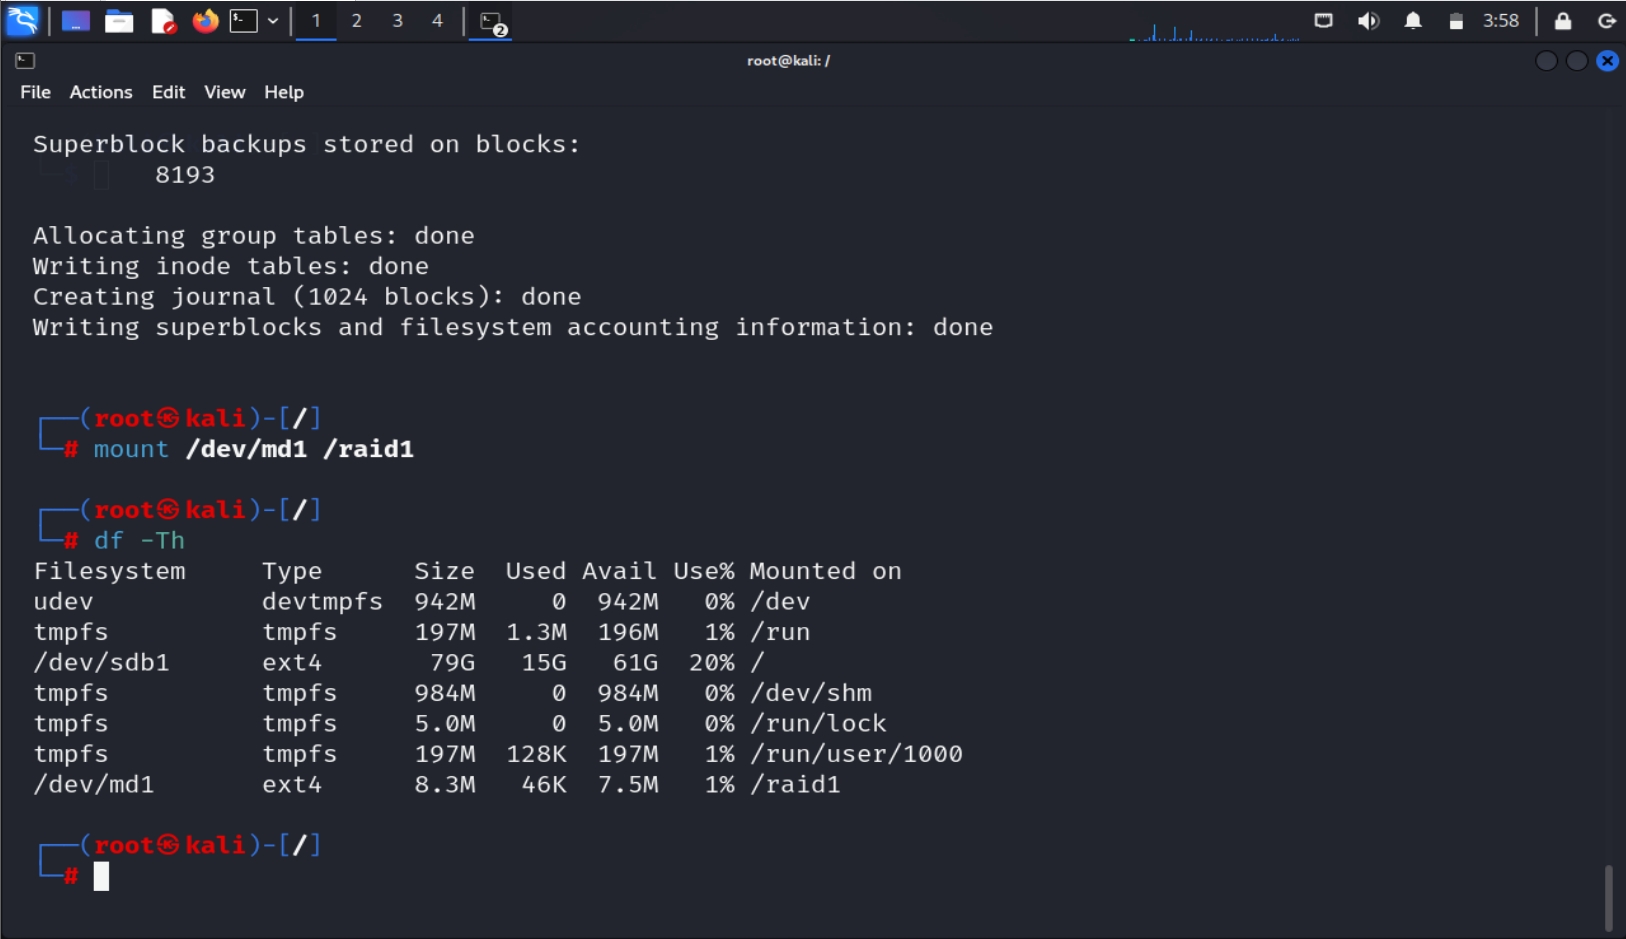 1 2 3 4 2 3:58
root@kali: /
File Actions Edit View Help
Superblock backups stored on blocks:
8193
Allocating group tables: done
Writing inode tables: done
Creating journal (1024 blocks): done
Writing superblocks and filesystem accounting information: done
┌──(root㉿kali)-[/]
└─# mount /dev/md1 /raid1
┌──(root㉿kali)-[/]
└─# df -Th
Filesystem Type Size Used Avail Use% Mounted on
udev devtmpfs 942M 0 942M 0% /dev
tmpfs tmpfs 197M 1.3M 196M 1% /run
/dev/sdb1 ext4 79G 15G 61G 20% /
tmpfs tmpfs 984M 0 984M 0% /dev/shm
tmpfs tmpfs 5.0M 0 5.0M 0% /run/lock
tmpfs tmpfs 197M 128K 197M 1% /run/user/1000
/dev/md1 ext4 8.3M 46K 7.5M 1% /raid1
┌──(root㉿kali)-[/]
└─#